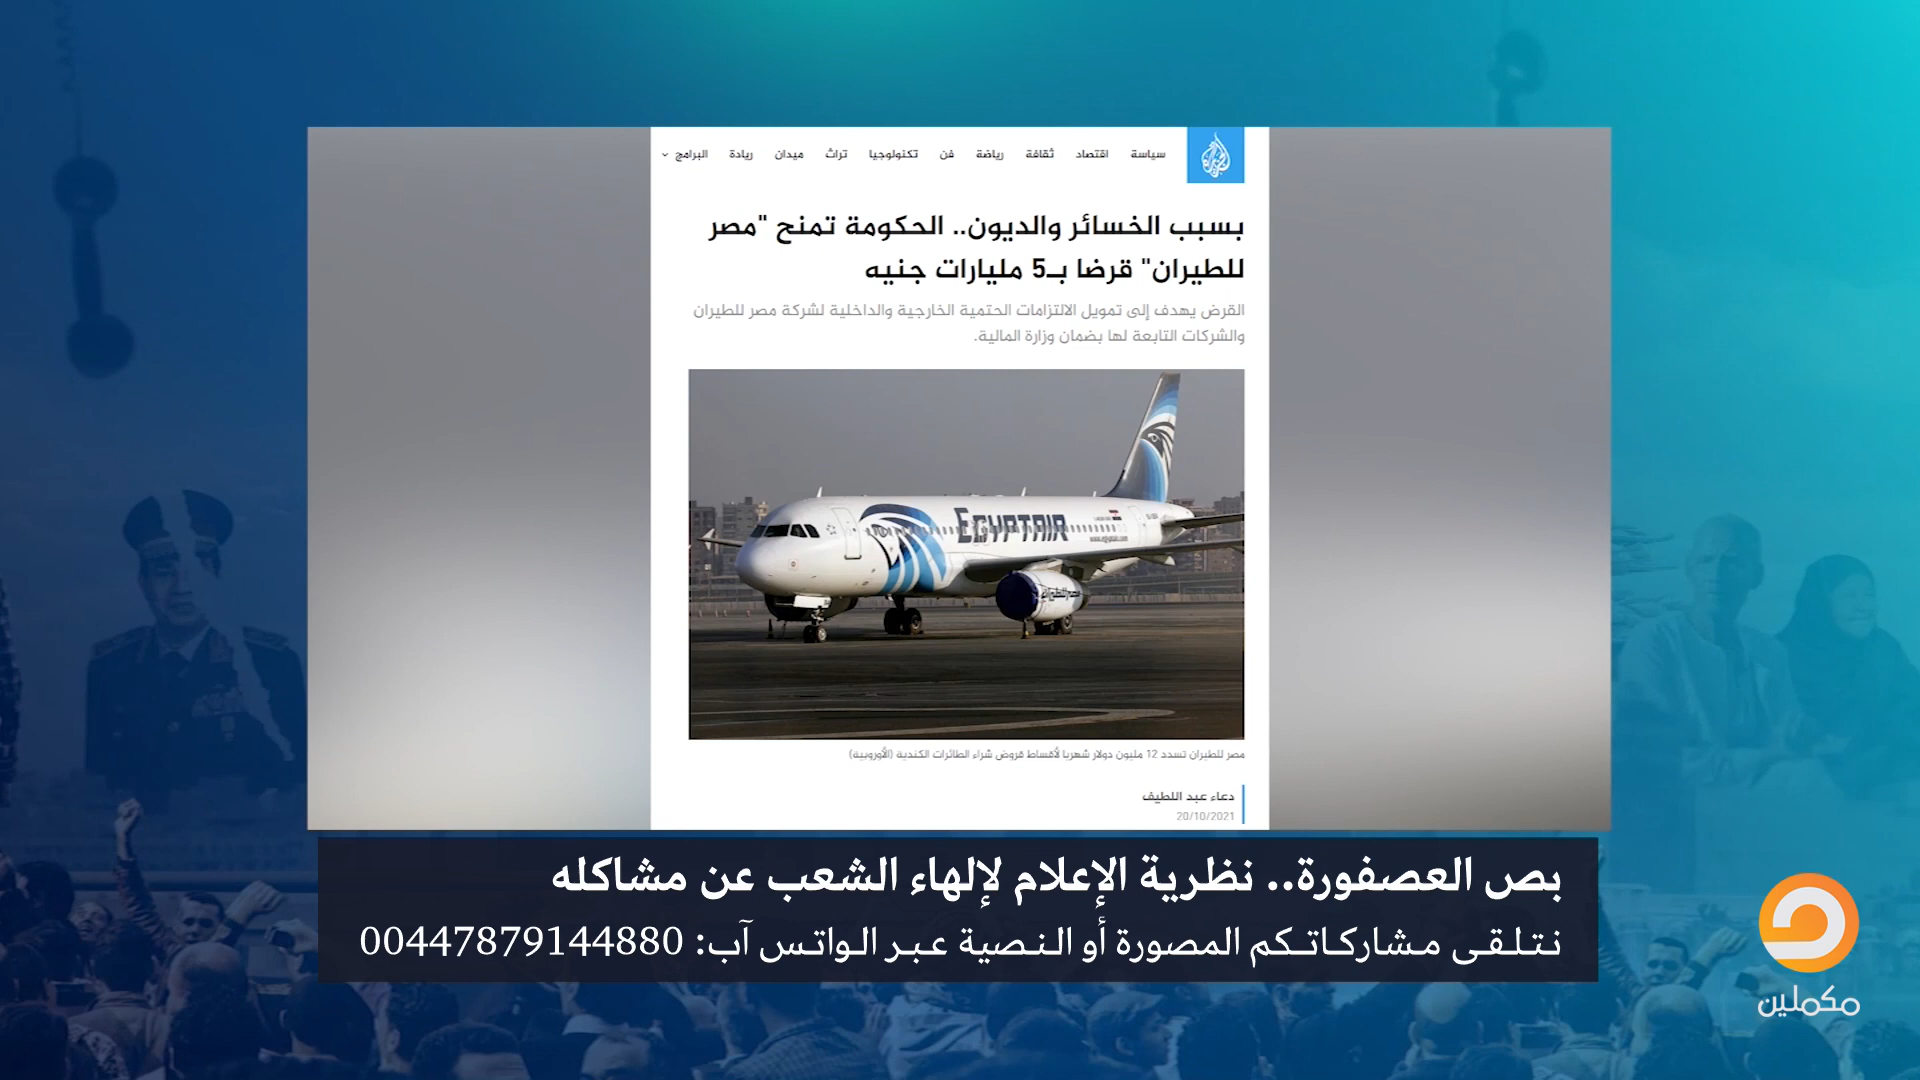 سياسة اقتصاد ثقافة رياضة فن تكنولوجيا تراث ميدان ريادة البرامج
بسبب الخسائر والديون.. الحكومة تمنح "مصر
للطيران" قرضا بـ5 مليارات جنيه
القرض يهدف إلى تمويل الالتزامات الحتمية الخارجية والداخلية لشركة مصر للطيران
والشركات التابعة لها بضمان وزارة المالية.
EGYPTAIR
www.egyptair.com
مصر للطيران تسدد 12 مليون دولار شهريا لأقساط قروض شراء الطائرات الكندية (الأوروبية)
دعاء عبد اللطيف
20/10/2021
بص العصفورة.. نظرية الإعلام لإلهاء الشعب عن مشاكله
نتلقى مشاركاتكم المصورة أو النصية عبر الواتس آب: 00447879144880
مكملين